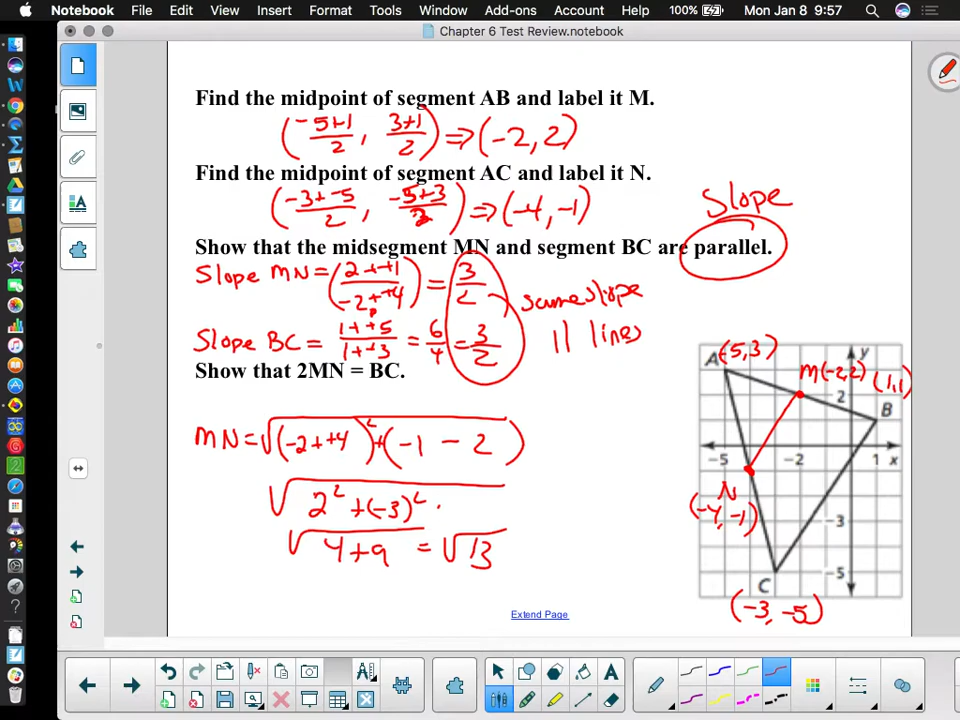 Notebook File Edit View Insert Format Tools Add-ons Window Account Help 100% Mon Jan 8 9:57
Chapter 6 Test Review.notebook
Find the midpoint of segment AB and label it M.
(-5+1/2, 3+1/2) ⇒ (-2, 2)
Find the midpoint of segment AC and label it N.
(-3+-5/2, -5+3/2) ⇒ (-4, -1)
Slope
Show that the midsegment MN and segment BC are parallel.
Slope MN = (2++1/-2++4) = 3/2
same slope
|| lines
Slope BC = 1++5/1++3 = 6/4 = 3/2
Show that 2MN = BC.
MN = √(-2++4)²+(-1 - 2)
√2²+(-3)²
√4+9 = √13
A (-5,3)
y
M(-2,2) (1,1)
2
B
-5 -2 1 x
N
(-4,-1)
-3
-5
C
(-3, -5)
Extend Page